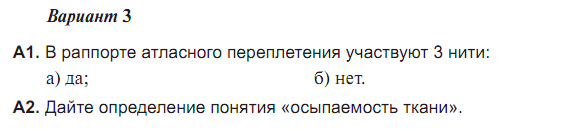 Вариант 3
А1. В раппорте атласного переплетения участвуют 3 нити:
а) да; б) нет.
А2. Дайте определение понятия «осыпаемость ткани».